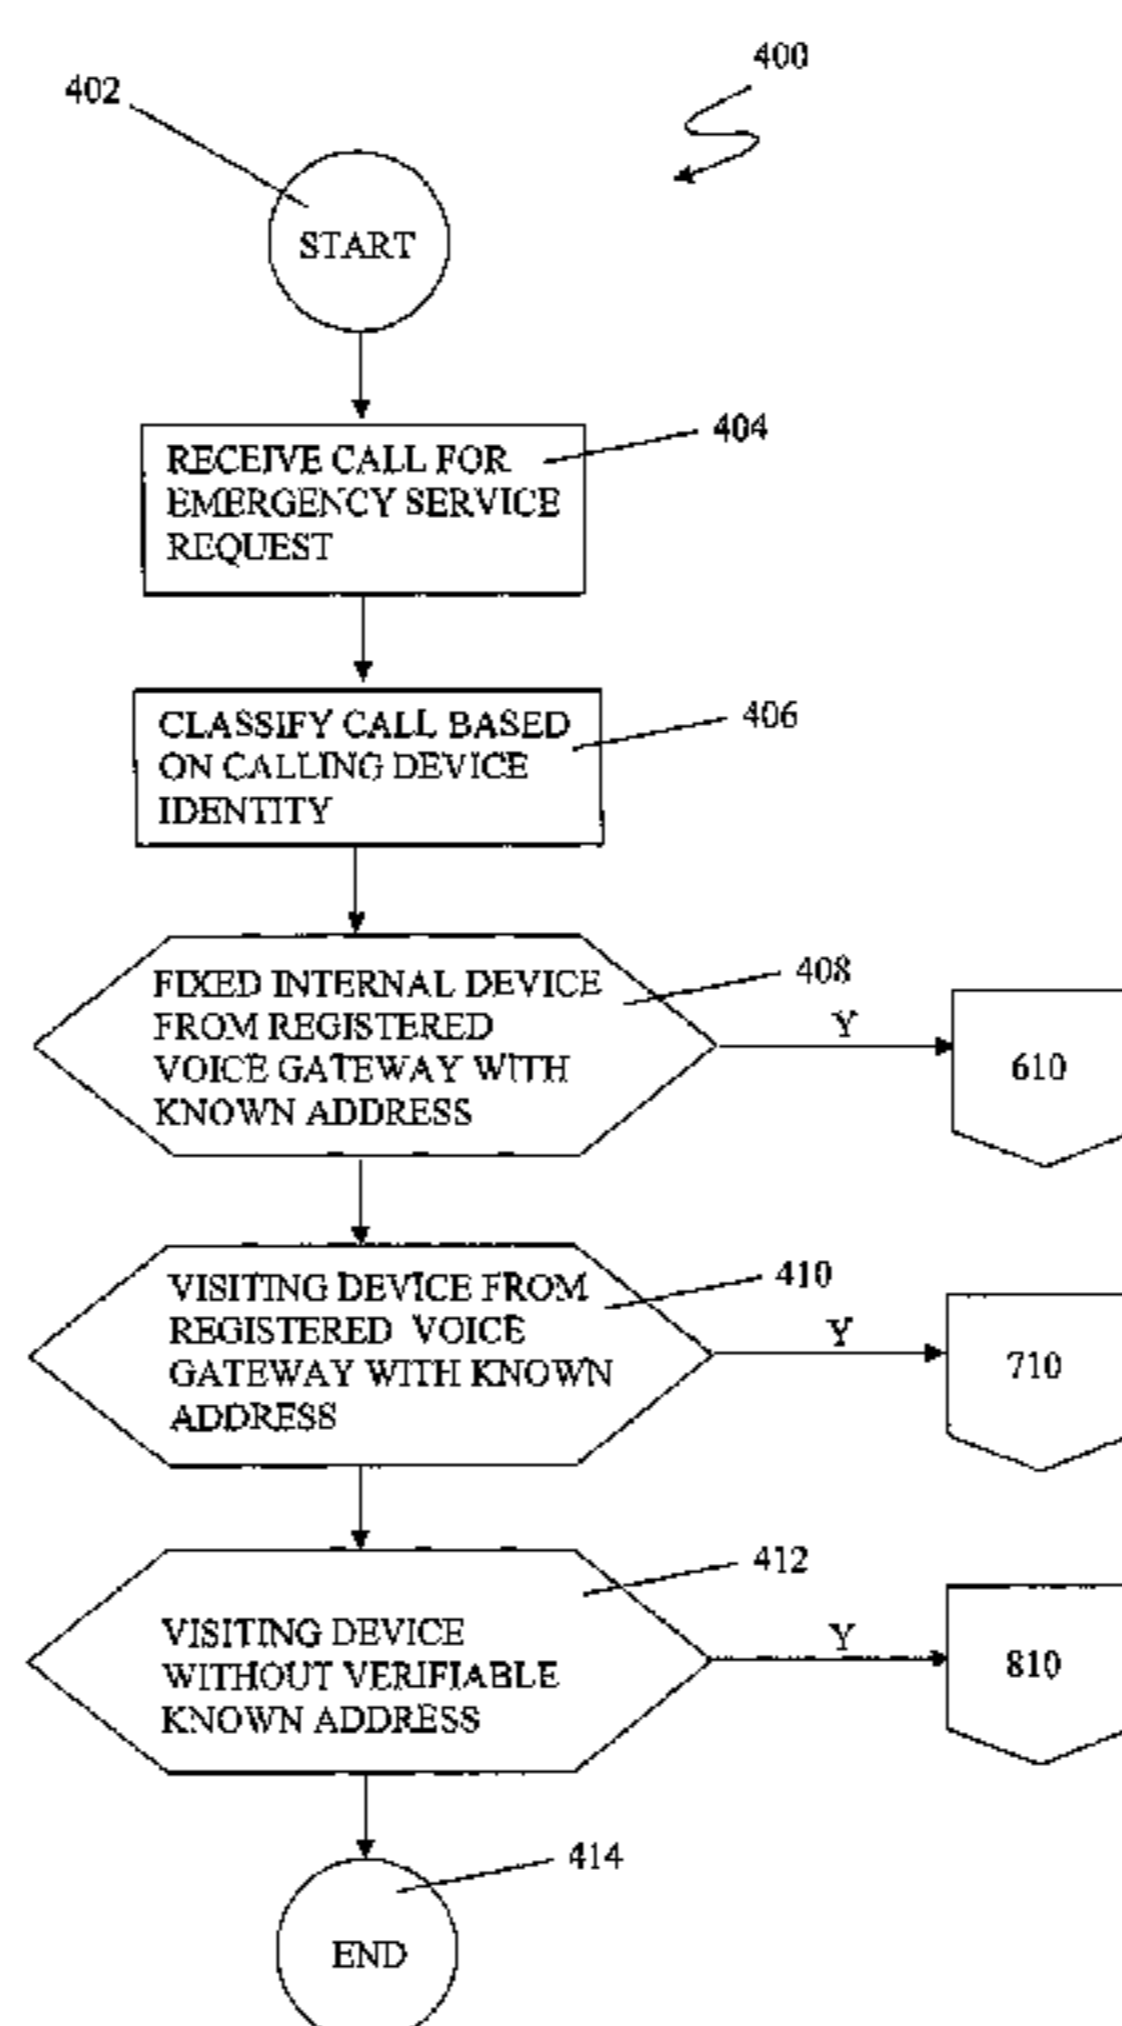 400
402
START
404
RECEIVE CALL FOR
EMERGENCY SERVICE
REQUEST
406
CLASSIFY CALL BASED
ON CALLING DEVICE
IDENTITY
408
FIXED INTERNAL DEVICE
FROM REGISTERED
VOICE GATEWAY WITH
KNOWN ADDRESS
Y
610
410
VISITING DEVICE FROM
REGISTERED VOICE
GATEWAY WITH KNOWN
ADDRESS
Y
710
412
VISITING DEVICE
WITHOUT VERIFIABLE
KNOWN ADDRESS
Y
810
414
END